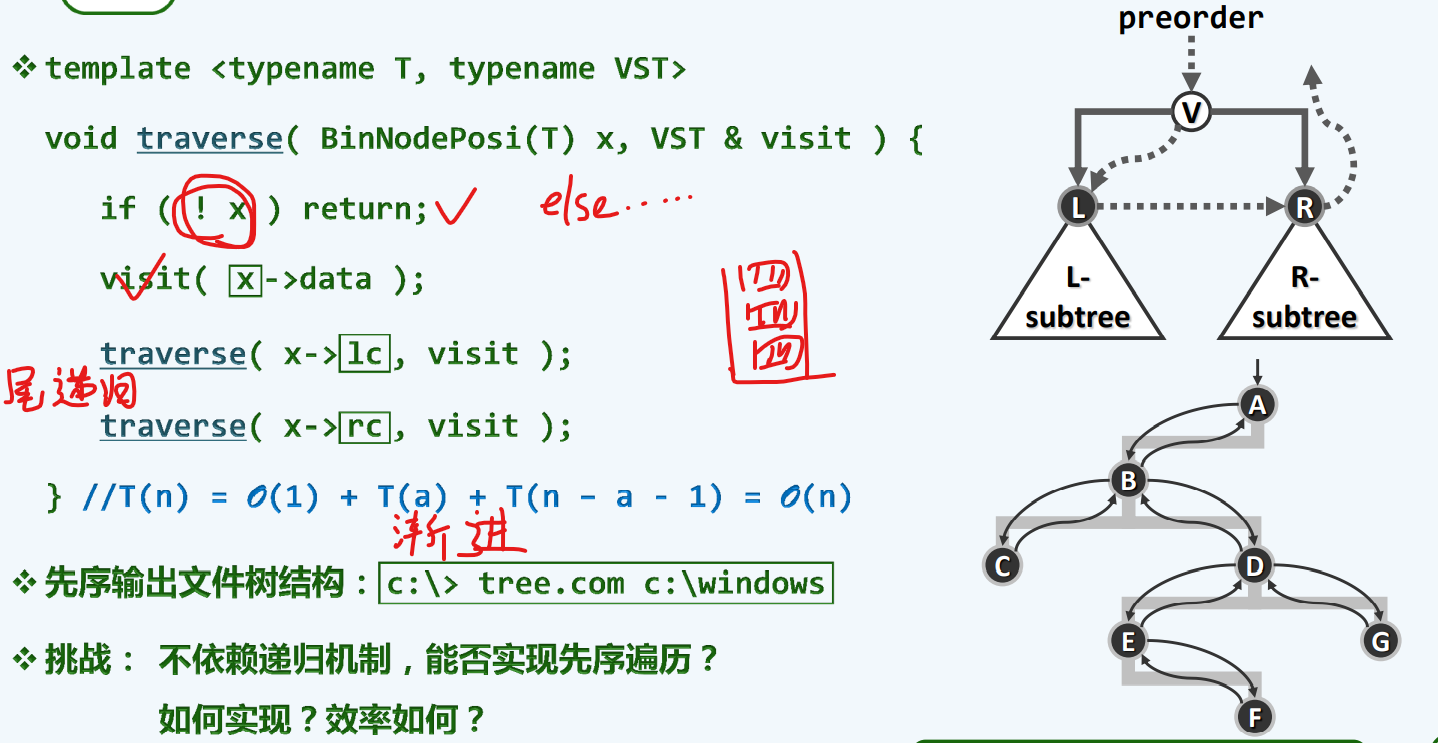 ❖ template <typename T, typename VST>
void traverse( BinNodePosi(T) x, VST & visit ) {
if ( ! x ) return; else......
visit( x->data );
traverse( x->lc, visit );
尾递归
traverse( x->rc, visit );
} //T(n) = O(1) + T(a) + T(n – a - 1) = O(n)
渐进
❖ 先序输出文件树结构：c:\> tree.com c:\windows
❖ 挑战： 不依赖递归机制，能否实现先序遍历？
如何实现？效率如何？
preorder
V
L R
L-
subtree
R-
subtree
A
B
C D
E G
F